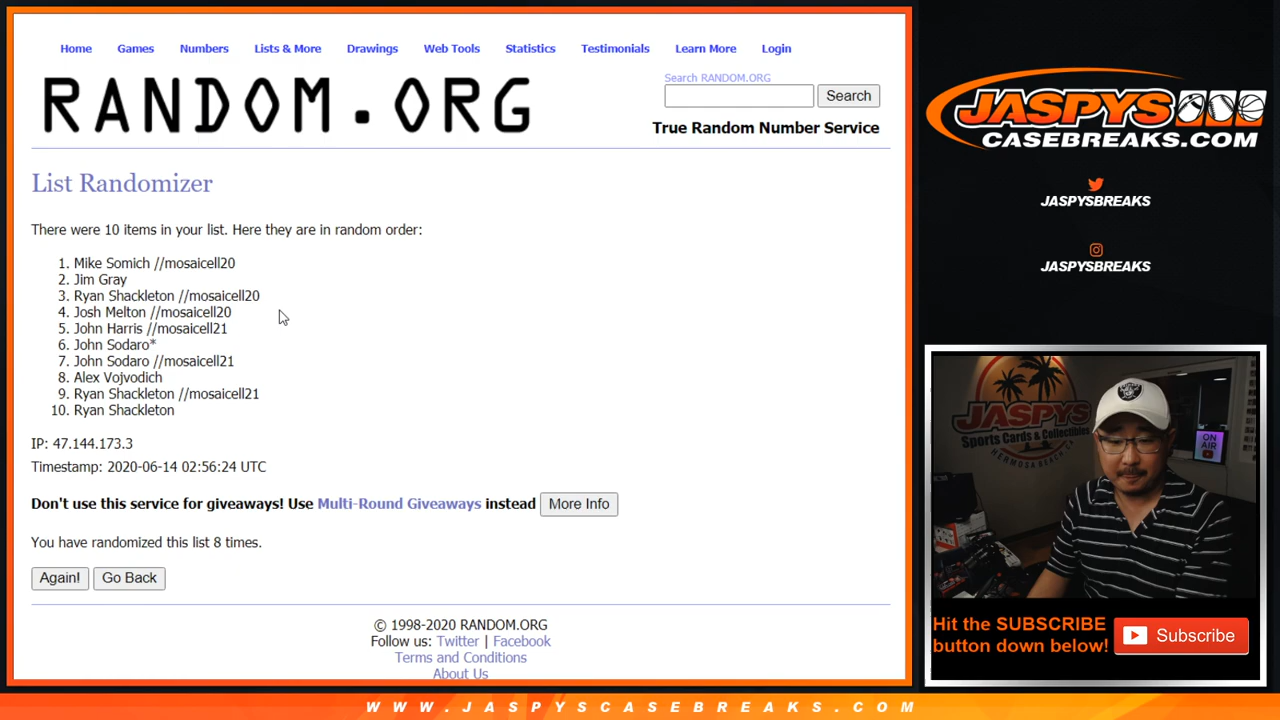 Home Games Numbers Lists & More Drawings Web Tools Statistics Testimonials Learn More Login
RANDOM.ORG
Search RANDOM.ORG
Search
True Random Number Service
List Randomizer
There were 10 items in your list. Here they are in random order:
1. Mike Somich //mosaicell20
2. Jim Gray
3. Ryan Shackleton //mosaicell20
4. Josh Melton //mosaicell20
5. John Harris //mosaicell21
6. John Sodaro*
7. John Sodaro //mosaicell21
8. Alex Vojvodich
9. Ryan Shackleton //mosaicell21
10. Ryan Shackleton
IP: 47.144.173.3
Timestamp: 2020-06-14 02:56:24 UTC
Don't use this service for giveaways! Use Multi-Round Giveaways instead More Info
You have randomized this list 8 times.
Again! Go Back
© 1998-2020 RANDOM.ORG
Follow us: Twitter | Facebook
Terms and Conditions
About Us
JASPYS
CASEBREAKS.COM
JASPYSBREAKS
JASPYSBREAKS
JASPYS
Sports Cards & Collectibles
HERMOSA BEACH, CA
ON
AIR
Hit the SUBSCRIBE
button down below!
Subscribe
WWW.JASPYSCASEBREAKS.COM